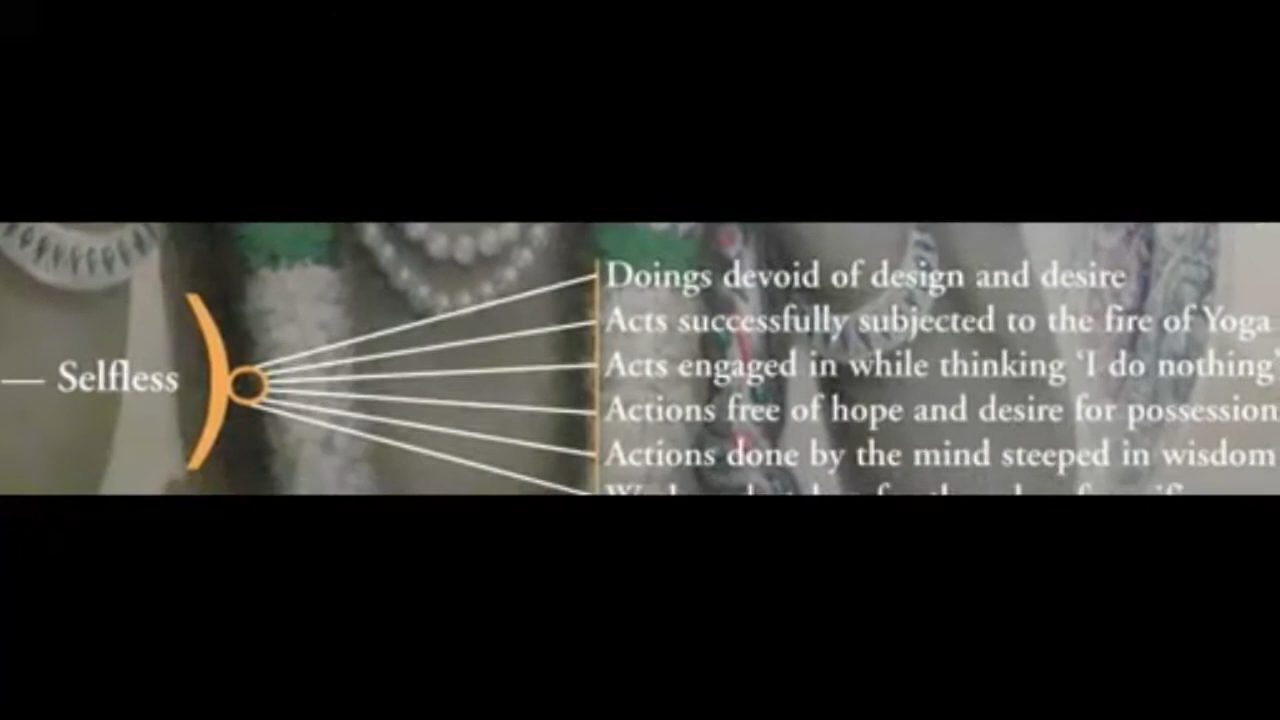 — Selfless
Doings devoid of design and desire
Acts successfully subjected to the fire of Yoga
Acts engaged in while thinking ‘I do nothing’
Actions free of hope and desire for possession
Actions done by the mind steeped in wisdom